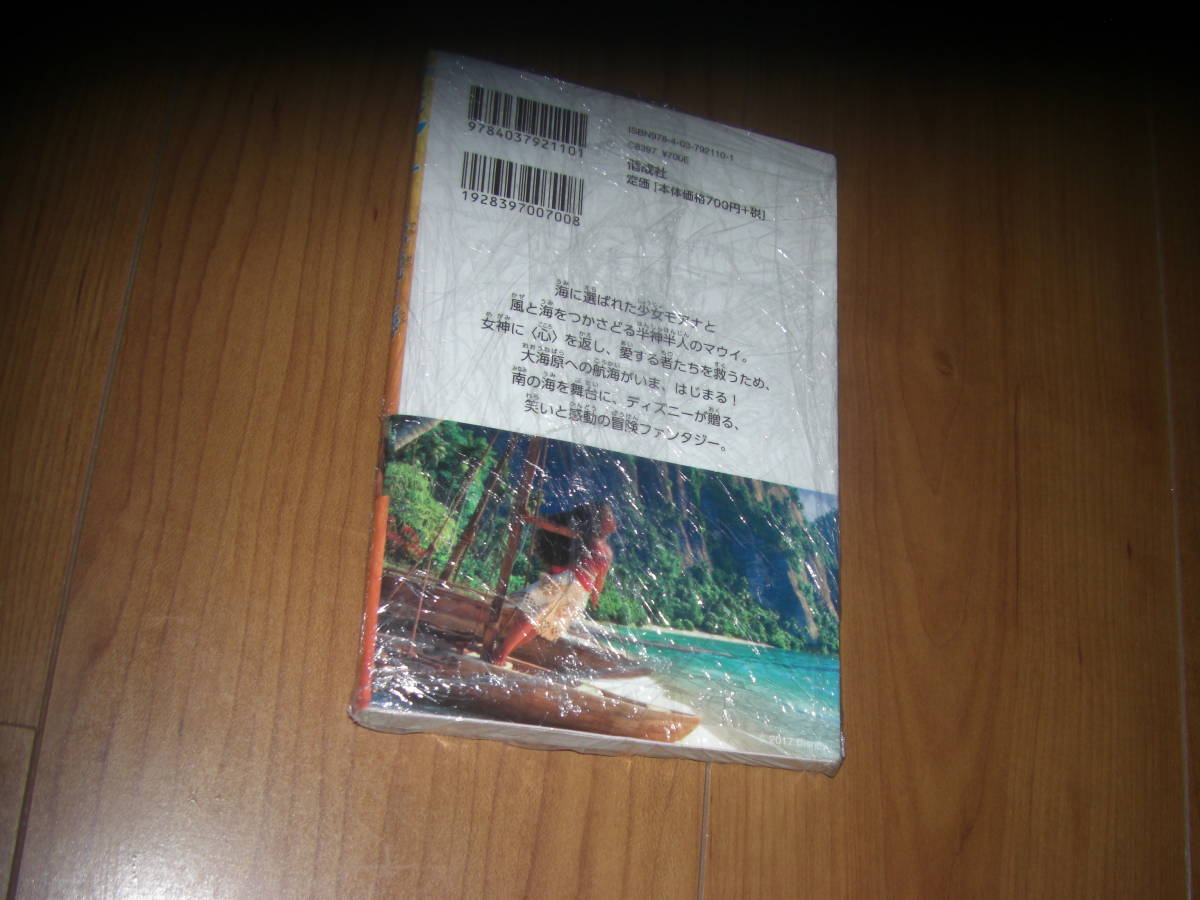 9784037921101
1928397007008
ISBN978-4-03-792110-1
C8397 ¥700E
偕成社
定価[本体価格700円+税]
海に選ばれた少女モアナと
風と海をつかさどる半神半人のマウイ。
女神に〈心〉を返し、愛する者たちを救うため、
大海原への航海がいま、はじまる！
南の海を舞台に、ディズニーが贈る、
笑いと感動の冒険ファンタジー。
© 2017 Disney